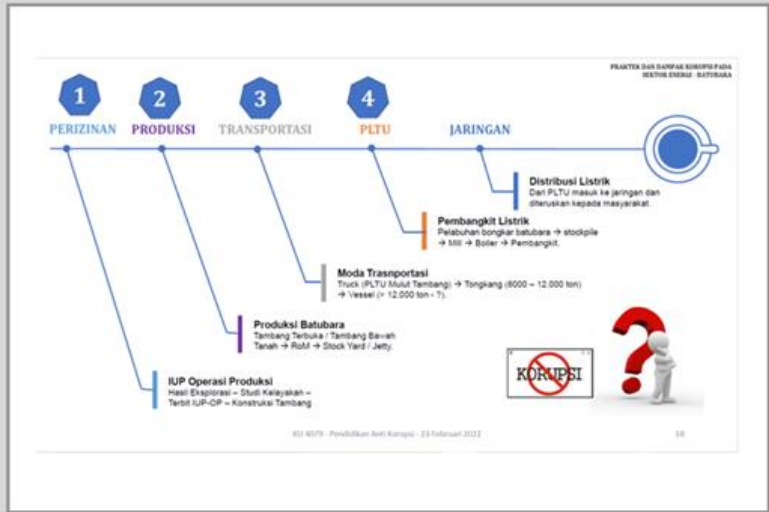 PRAKTEK DAN DAMPAK KORUPSI PADA
SEKTOR ENERGI - BATUBARA
1
2
3
4
PERIZINAN
PRODUKSI
TRANSPORTASI
PLTU
JARINGAN
Distribusi Listrik
Dari PLTU masuk ke jaringan dan
diteruskan kepada masyarakat.
Pembangkit Listrik
Pelabuhan bongkar batubara → stockpile
→ Mill → Boiler → Pembangkit.
Moda Trasnportasi
Truck (PLTU Mulut Tambang) → Tongkang (8000 – 12.000 ton)
→ Vessel (> 12.000 ton - ?).
Produksi Batubara
Tambang Terbuka / Tambang Bawah
Tanah → RoM → Stock Yard / Jetty.
IUP Operasi Produksi
Hasil Eksplorasi – Studi Kelayakan –
Terbit IUP-OP – Konstruksi Tambang
KORUPSI
KU 4079 - Pendidikan Anti Korupsi - 23 Februari 2022
18